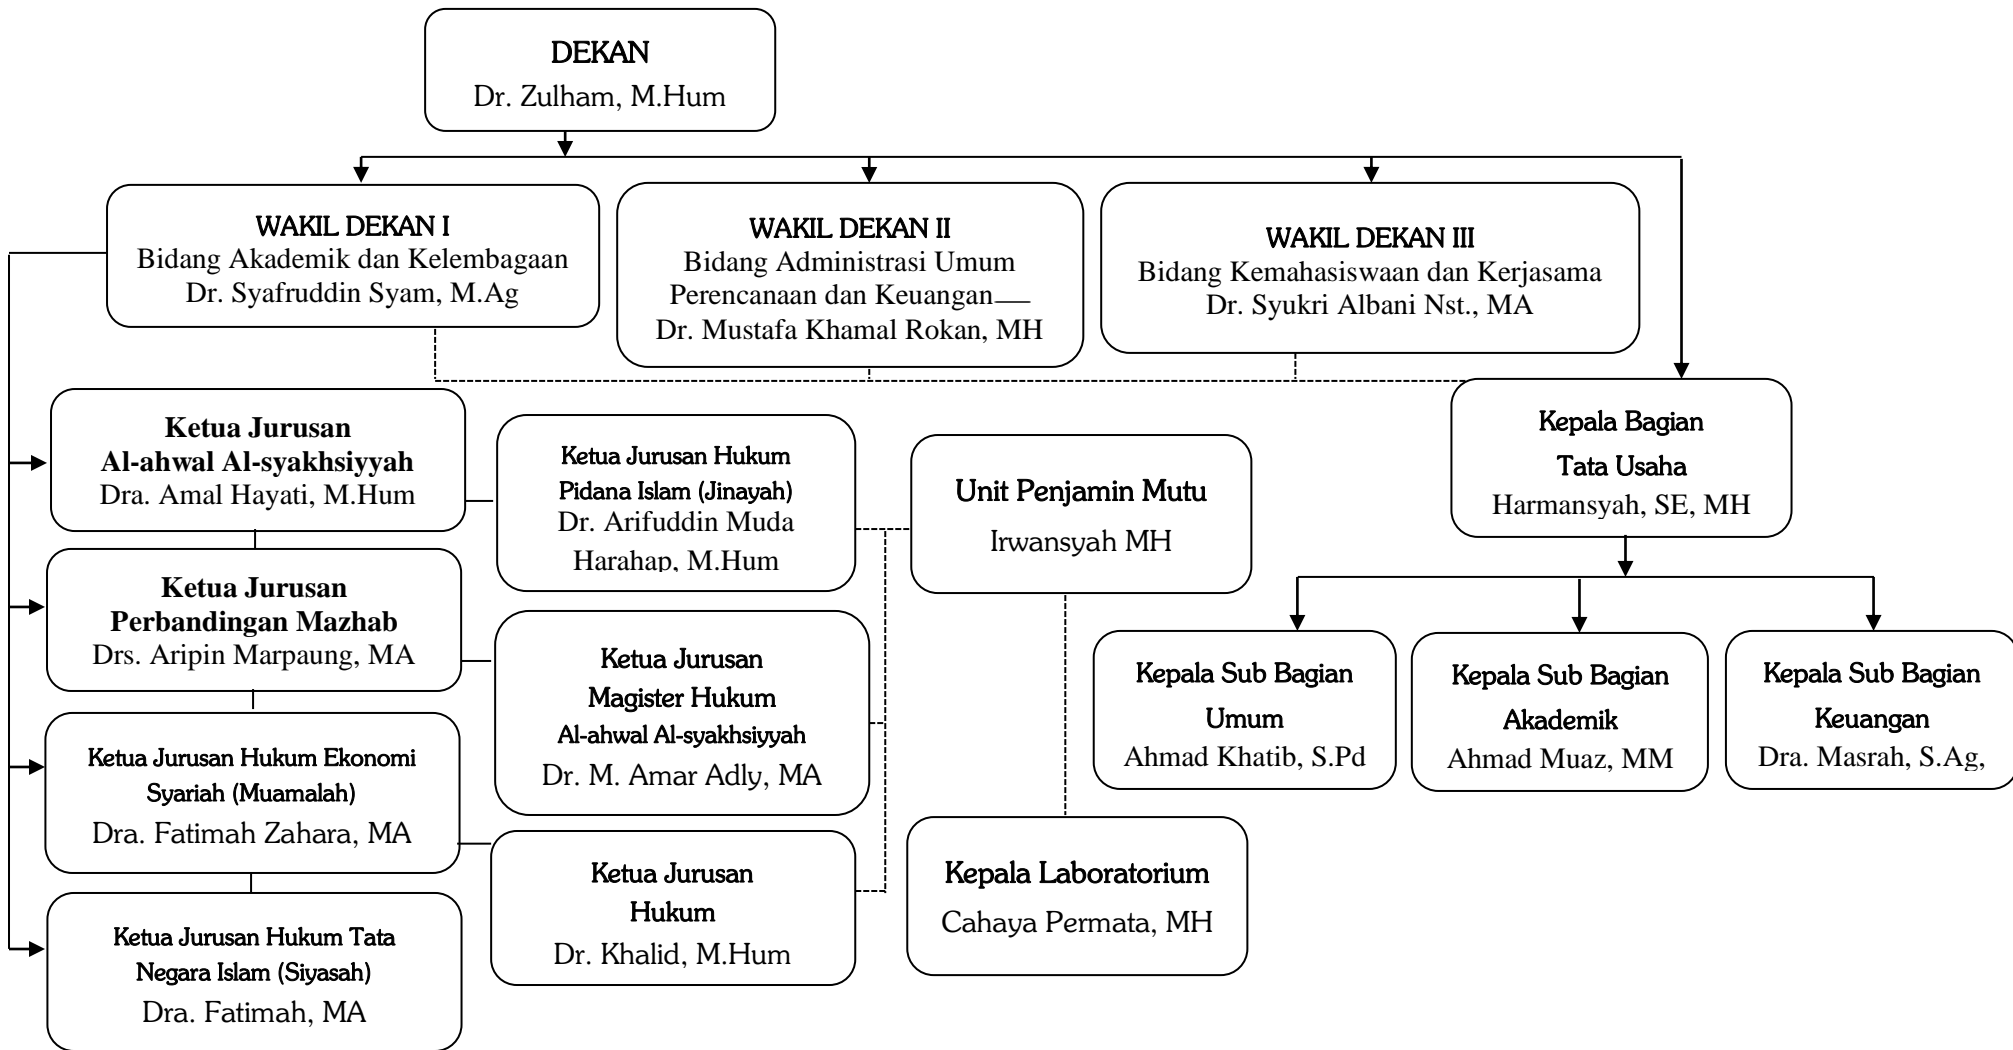 DEKAN
Dr. Zulham, M.Hum
WAKIL DEKAN I
Bidang Akademik dan Kelembagaan
Dr. Syafruddin Syam, M.Ag
WAKIL DEKAN II
Bidang Administrasi Umum
Perencanaan dan Keuangan
Dr. Mustafa Khamal Rokan, MH
WAKIL DEKAN III
Bidang Kemahasiswaan dan Kerjasama
Dr. Syukri Albani Nst., MA
Ketua Jurusan
Al-ahwal Al-syakhsiyyah
Dra. Amal Hayati, M.Hum
Ketua Jurusan Hukum
Pidana Islam (Jinayah)
Dr. Arifuddin Muda
Harahap, M.Hum
Unit Penjamin Mutu
Irwansyah MH
Kepala Bagian
Tata Usaha
Harmansyah, SE, MH
Ketua Jurusan
Perbandingan Mazhab
Drs. Aripin Marpaung, MA
Ketua Jurusan
Magister Hukum
Al-ahwal Al-syakhsiyyah
Dr. M. Amar Adly, MA
Kepala Sub Bagian
Umum
Ahmad Khatib, S.Pd
Kepala Sub Bagian
Akademik
Ahmad Muaz, MM
Kepala Sub Bagian
Keuangan
Dra. Masrah, S.Ag,
Ketua Jurusan Hukum Ekonomi
Syariah (Muamalah)
Dra. Fatimah Zahara, MA
Ketua Jurusan
Hukum
Dr. Khalid, M.Hum
Kepala Laboratorium
Cahaya Permata, MH
Ketua Jurusan Hukum Tata
Negara Islam (Siyasah)
Dra. Fatimah, MA